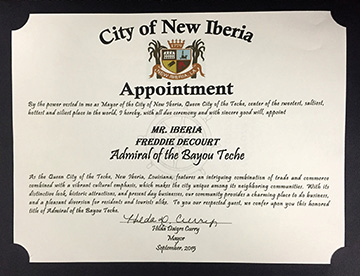 City of New Iberia
Appointment
By the power vested in me as Mayor of the City of New Iberia, Queen City of the Teche, center of the sweetest, saltiest,
hottest and oiliest place in the world, I hereby, with all due ceremony and with sincere good will, appoint
MR. IBERIA
FREDDIE DECOURT
Admiral of the Bayou Teche
As the Queen City of the Teche, New Iberia, Louisiana, features an intriguing combination of trade and commerce
combined with a vibrant cultural emphasis, which makes the city unique among its neighboring communities. With its
distinctive look, historic attractions, and present day businesses, our community provides a charming place to do business,
and a pleasant diversion for residents and tourists alike. To you our respected guest, we confer upon you this honored
title of Admiral of the Bayou Teche.
Hilda D. Curry
Hilda Daigre Curry
Mayor
September, 2015